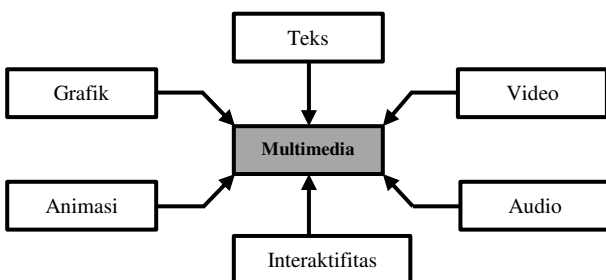 Teks
Grafik
Video
Multimedia
Animasi
Audio
Interaktifitas